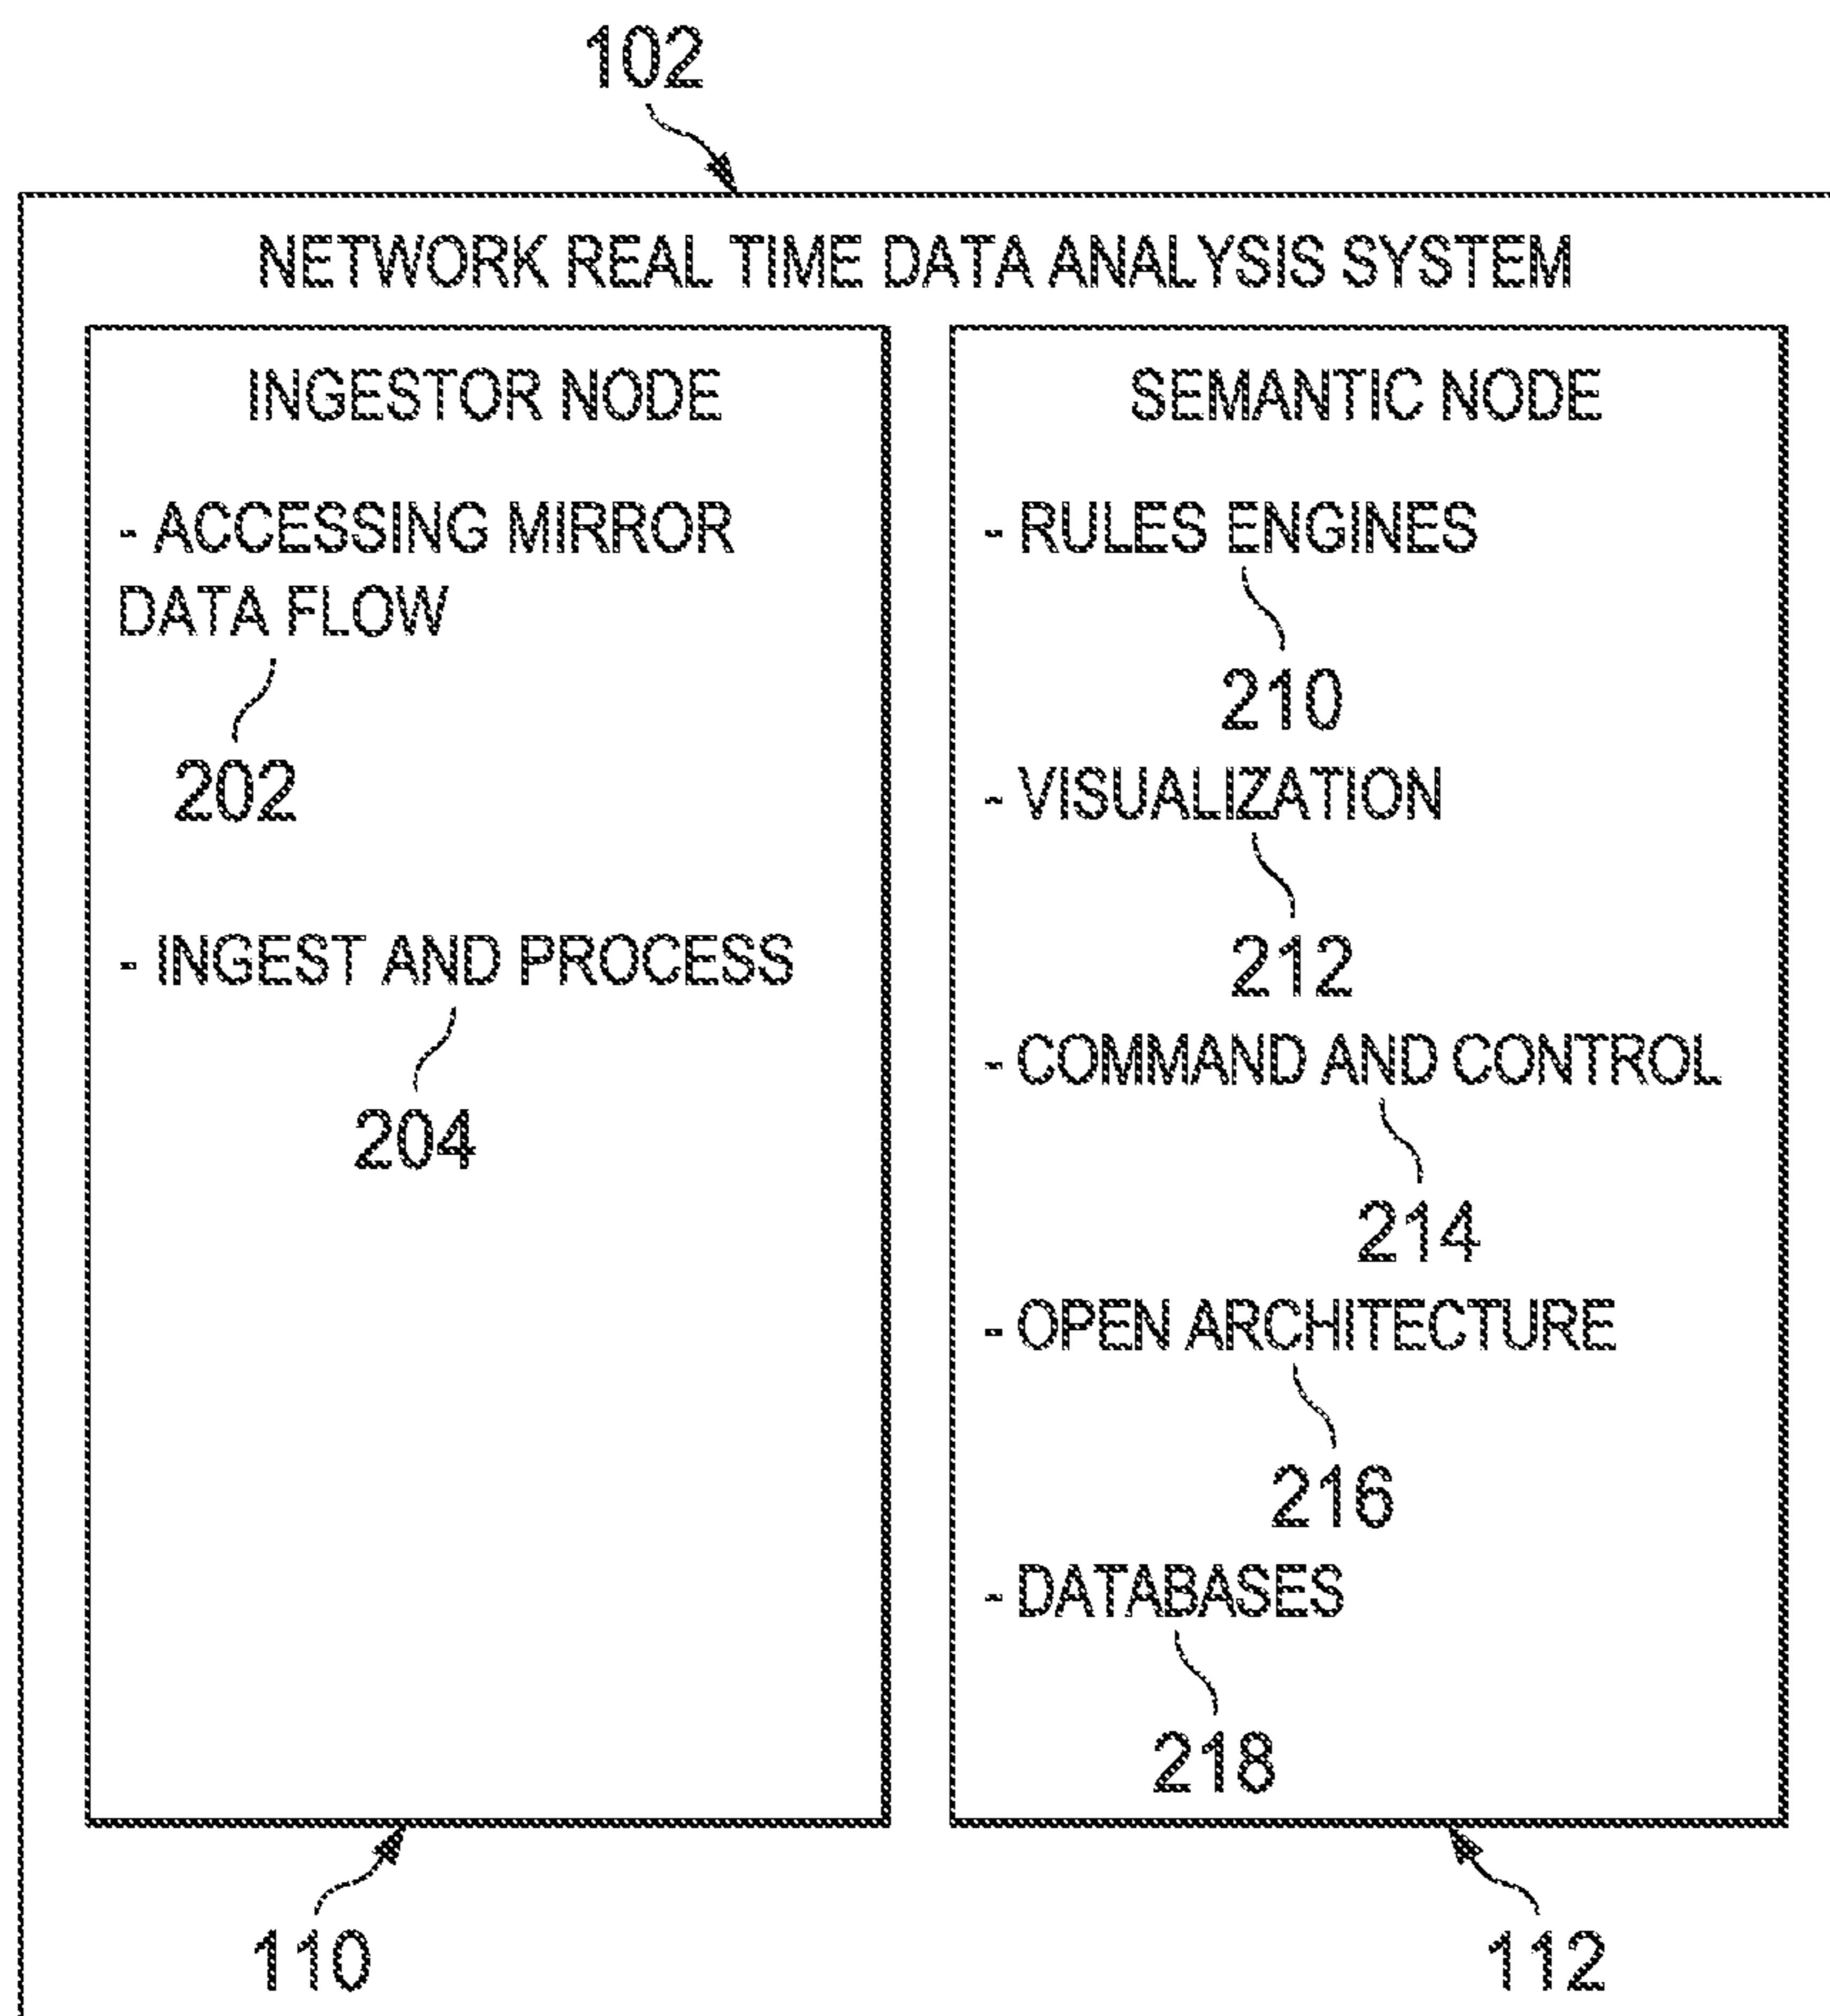 102
NETWORK REAL TIME DATA ANALYSIS SYSTEM
INGESTOR NODE
- ACCESSING MIRROR
DATA FLOW
202
- INGEST AND PROCESS
204
110
SEMANTIC NODE
- RULES ENGINES
210
- VISUALIZATION
212
- COMMAND AND CONTROL
214
- OPEN ARCHITECTURE
216
- DATABASES
218
112